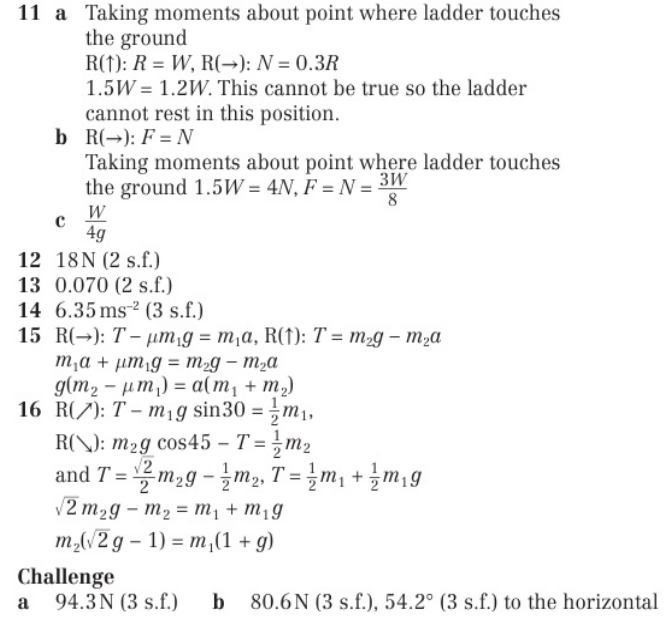 11 a Taking moments about point where ladder touches
the ground
R(↑): R = W, R(→): N = 0.3R
1.5W = 1.2W. This cannot be true so the ladder
cannot rest in this position.
b R(→): F = N
Taking moments about point where ladder touches
the ground 1.5W = 4N, F = N = 3W/8
c W/4g
12 18N (2 s.f.)
13 0.070 (2 s.f.)
14 6.35ms⁻² (3 s.f.)
15 R(→): T − μm₁g = m₁a, R(↑): T = m₂g − m₂a
m₁a + μm₁g = m₂g − m₂a
g(m₂ − μm₁) = a(m₁ + m₂)
16 R(↗): T − m₁g sin30 = ½m₁,
R(↘): m₂g cos45 − T = ½m₂
and T = √2/2 m₂g − ½m₂, T = ½m₁ + ½m₁g
√2 m₂g − m₂ = m₁ + m₁g
m₂(√2 g − 1) = m₁(1 + g)
Challenge
a 94.3N (3 s.f.) b 80.6N (3 s.f.), 54.2° (3 s.f.) to the horizontal